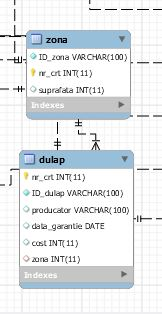 zona
ID_zona VARCHAR(100)
nr_crt INT(11)
suprafata INT(11)
Indexes
dulap
nr_crt INT(11)
ID_dulap VARCHAR(100)
producator VARCHAR(100)
data_garantie DATE
cost INT(11)
zona INT(11)
Indexes